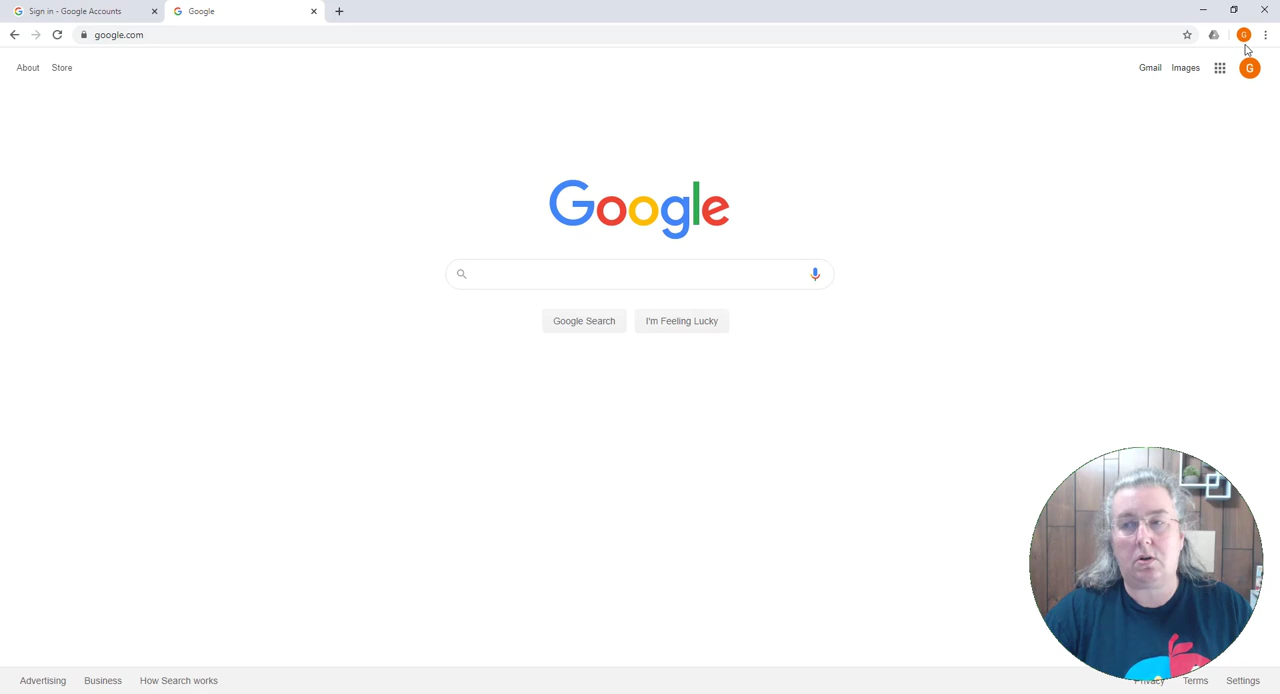 Sign in - Google Accounts
Google
google.com
G
About
Store
Gmail
Images
G
Google
Google Search
I'm Feeling Lucky
Advertising
Business
How Search works
Privacy
Terms
Settings